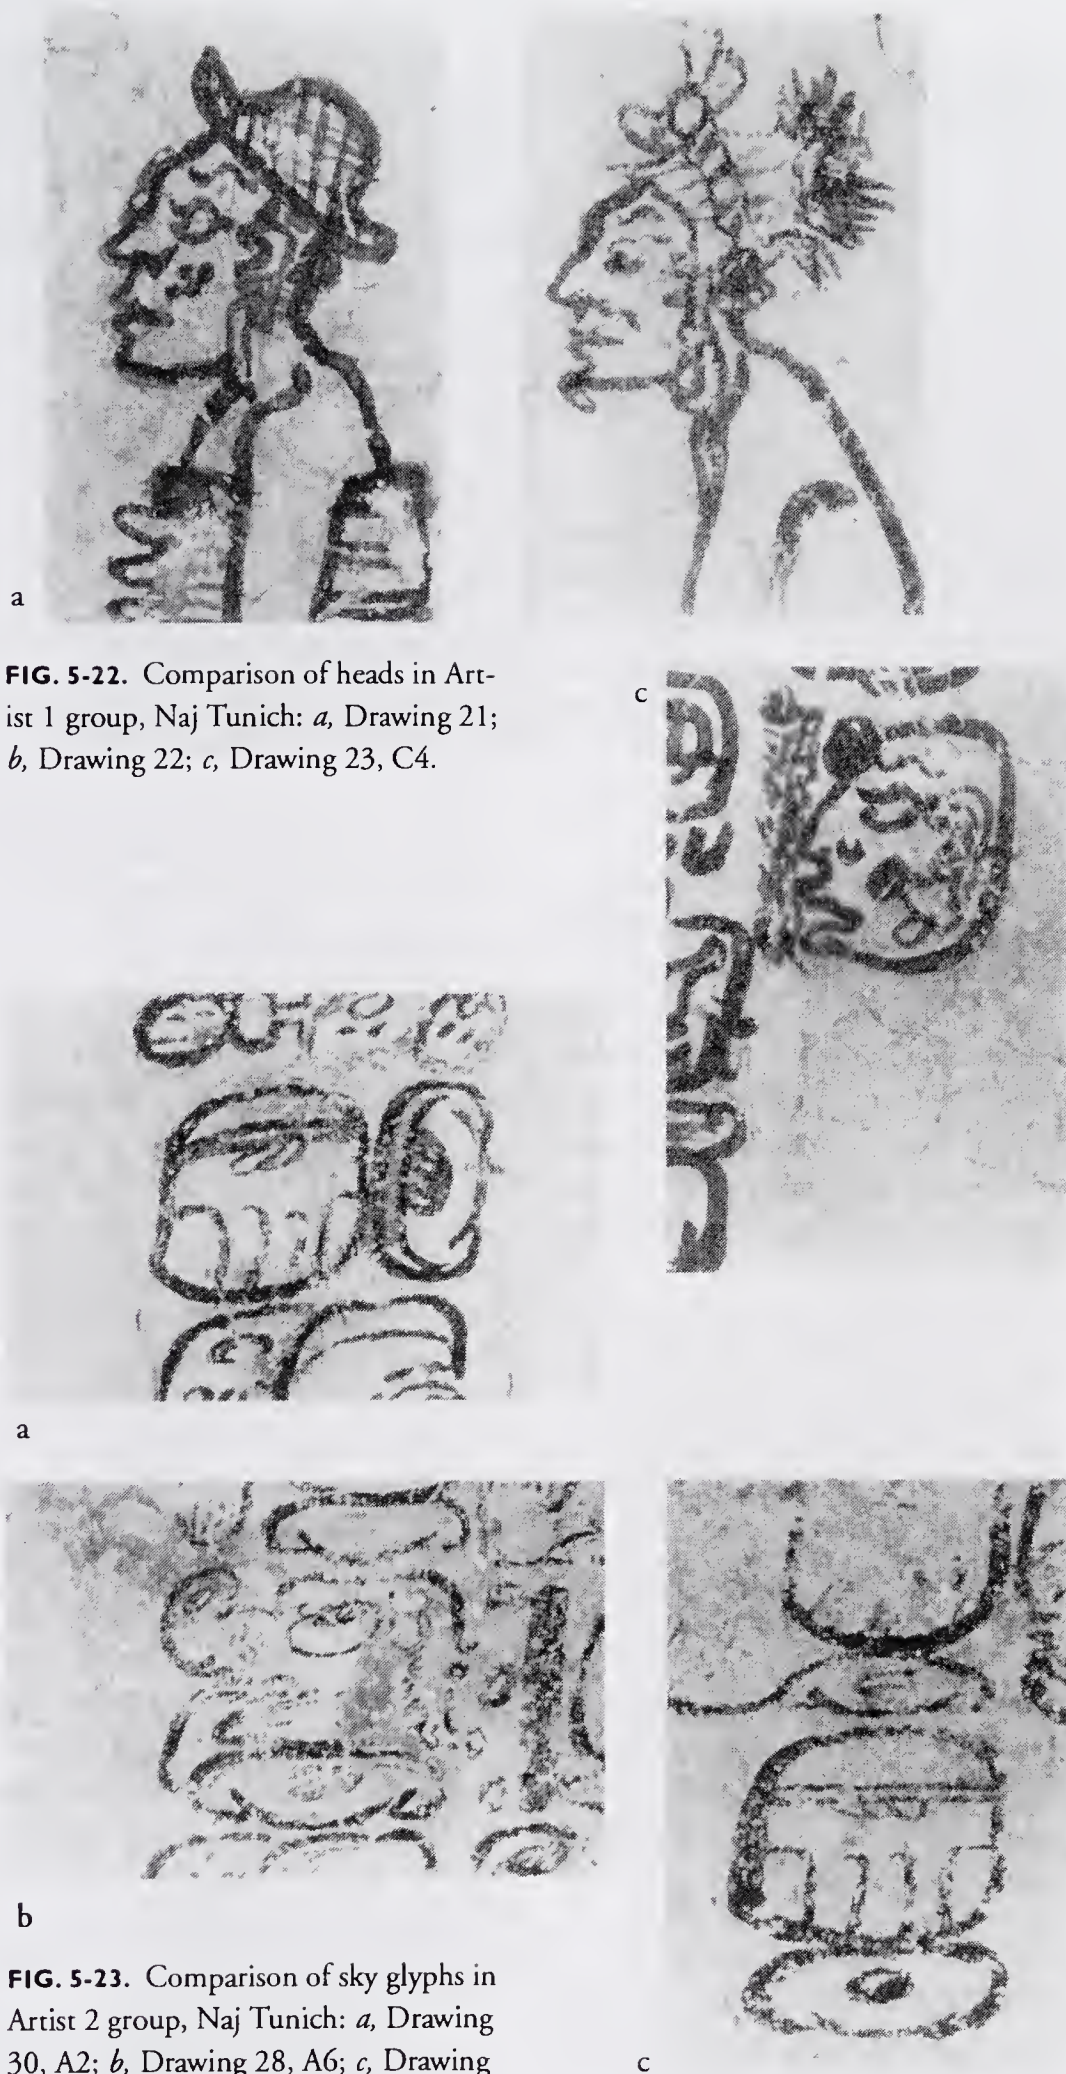 a
FIG. 5-22. Comparison of heads in Art-
ist 1 group, Naj Tunich: a, Drawing 21;
b, Drawing 22; c, Drawing 23, C4.
c
a
b
FIG. 5-23. Comparison of sky glyphs in
Artist 2 group, Naj Tunich: a, Drawing
30, A2; b, Drawing 28, A6; c, Drawing
c